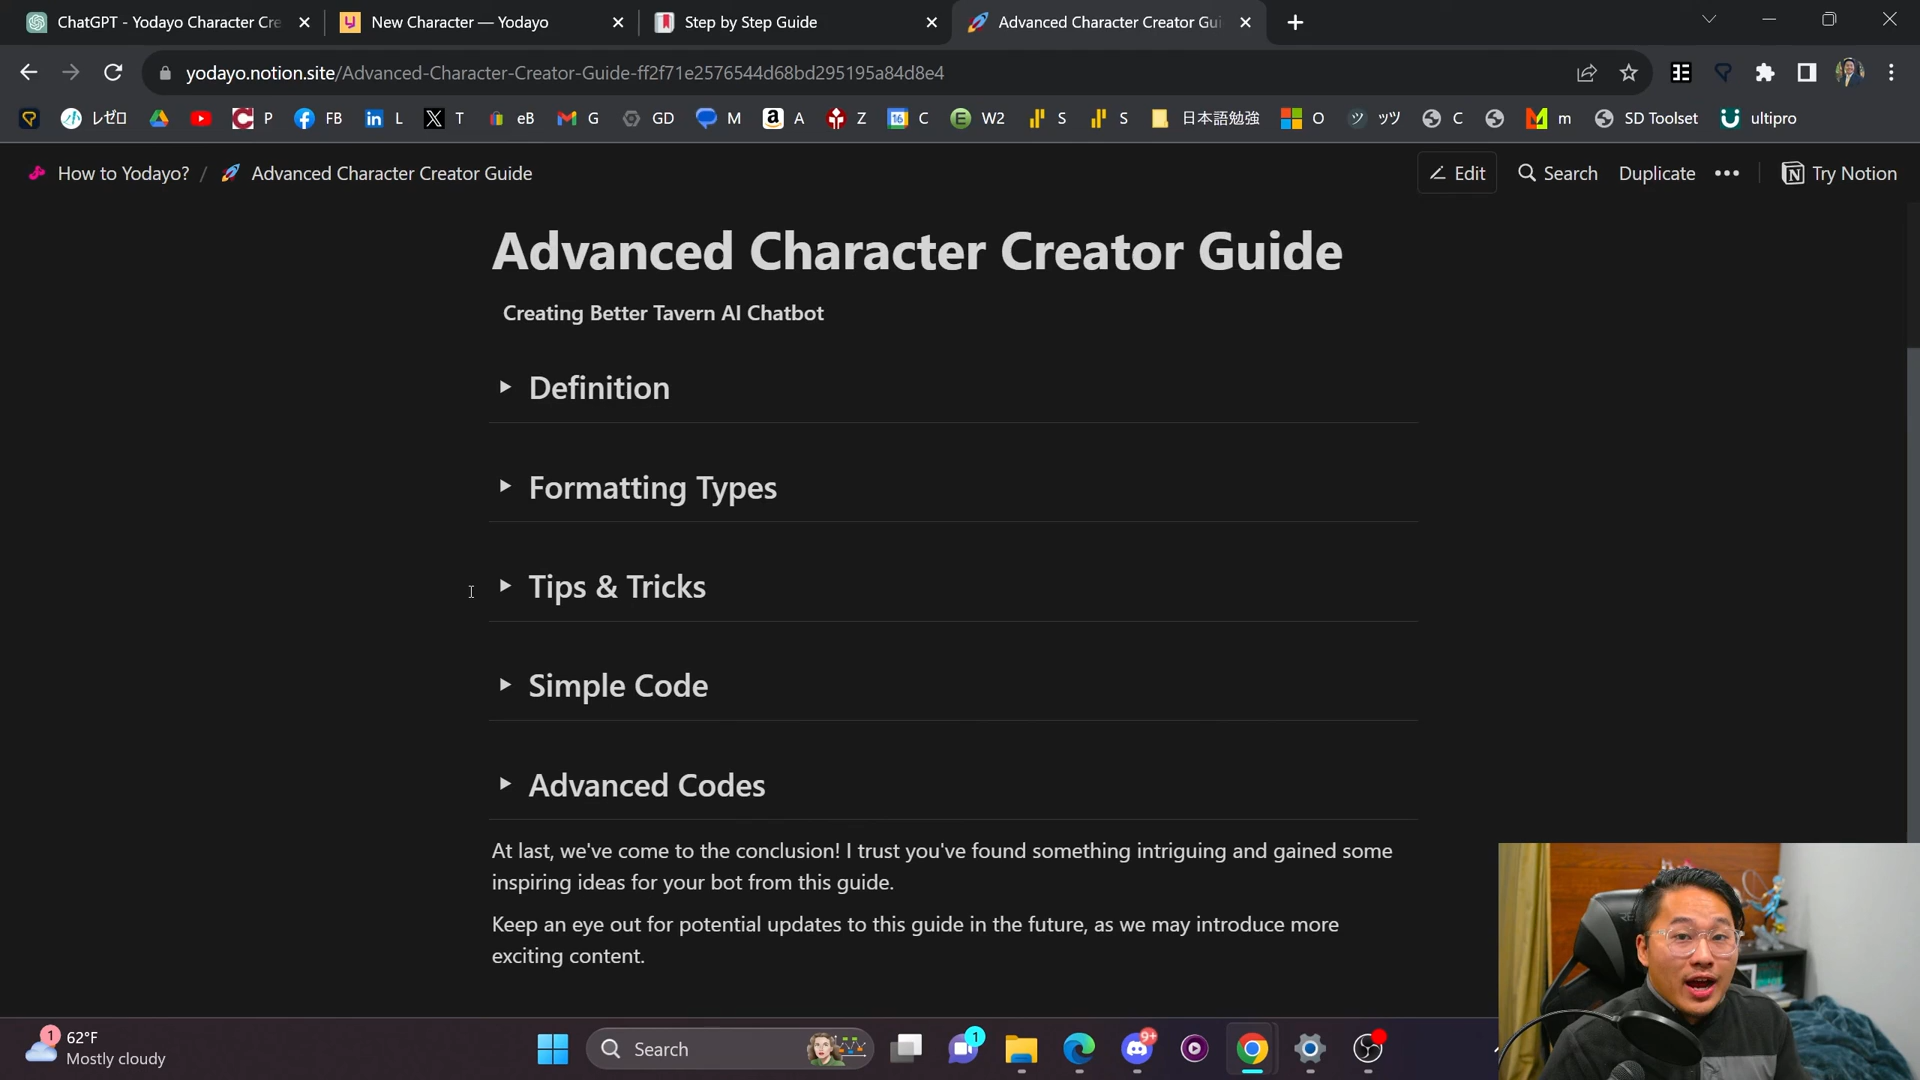 ChatGPT - Yodayo Character Cre
New Character — Yodayo
Step by Step Guide
Advanced Character Creator Gui
yodayo.notion.site/Advanced-Character-Creator-Guide-ff2f71e2576544d68bd295195a84d8e4
レゼロ P FB L T eB G GD M A Z 16 C W2 S S 日本語勉強 O ッツ C m SD Toolset ultipro
How to Yodayo? / Advanced Character Creator Guide
Edit Search Duplicate ••• Try Notion
Advanced Character Creator Guide
Creating Better Tavern AI Chatbot
Definition
Formatting Types
Tips & Tricks
Simple Code
Advanced Codes
At last, we've come to the conclusion! I trust you've found something intriguing and gained some
inspiring ideas for your bot from this guide.
Keep an eye out for potential updates to this guide in the future, as we may introduce more
exciting content.
1
62°F
Mostly cloudy
Search
1
9+